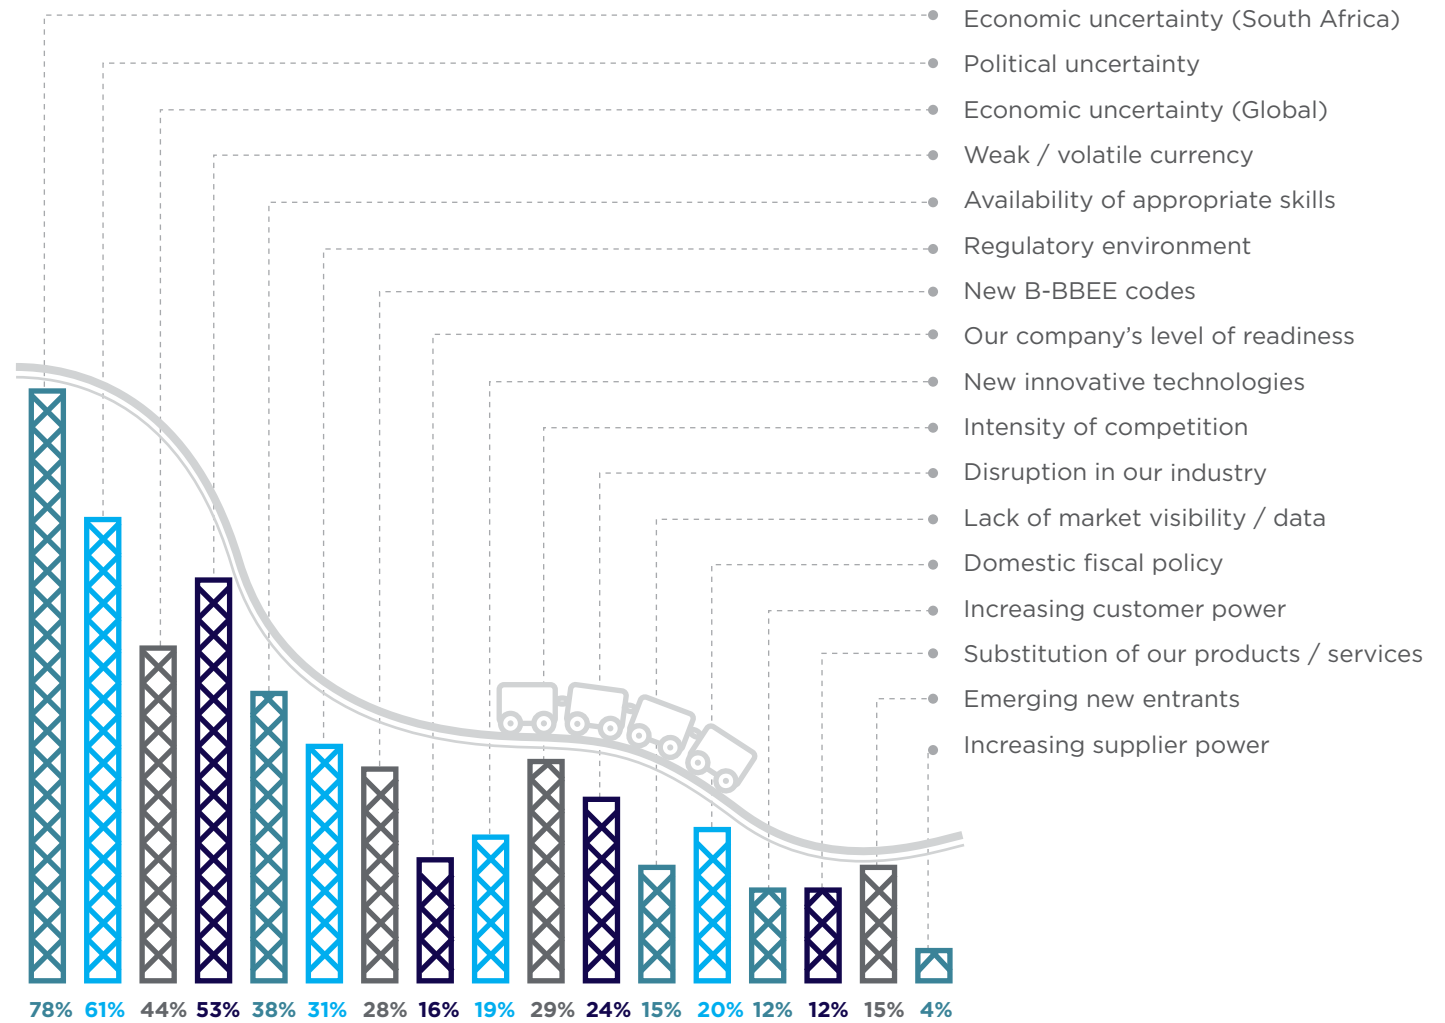 Economic uncertainty (South Africa)
Political uncertainty
Economic uncertainty (Global)
Weak / volatile currency
Availability of appropriate skills
Regulatory environment
New B-BBEE codes
Our company’s level of readiness
New innovative technologies
Intensity of competition
Disruption in our industry
Lack of market visibility / data
Domestic fiscal policy
Increasing customer power
Substitution of our products / services
Emerging new entrants
Increasing supplier power
78% 61% 44% 53% 38% 31% 28% 16% 19% 29% 24% 15% 20% 12% 12% 15% 4%